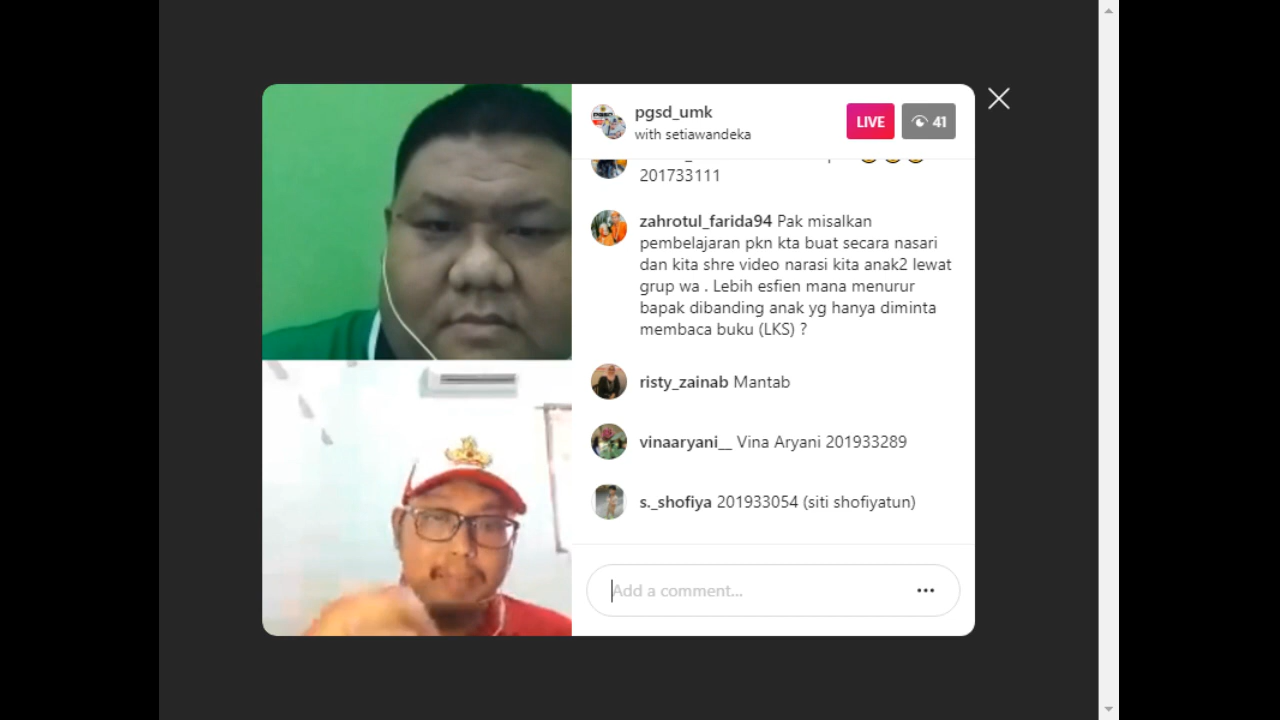 pgsd_umk
with setiawandeka
LIVE
41
201733111
zahrotul_farida94 Pak misalkan
pembelajaran pkn kta buat secara nasari
dan kita shre video narasi kita anak2 lewat
grup wa . Lebih esfien mana menurur
bapak dibanding anak yg hanya diminta
membaca buku (LKS) ?
risty_zainab Mantab
vinaaryani__ Vina Aryani 201933289
s._shofiya 201933054 (siti shofiyatun)
Add a comment...